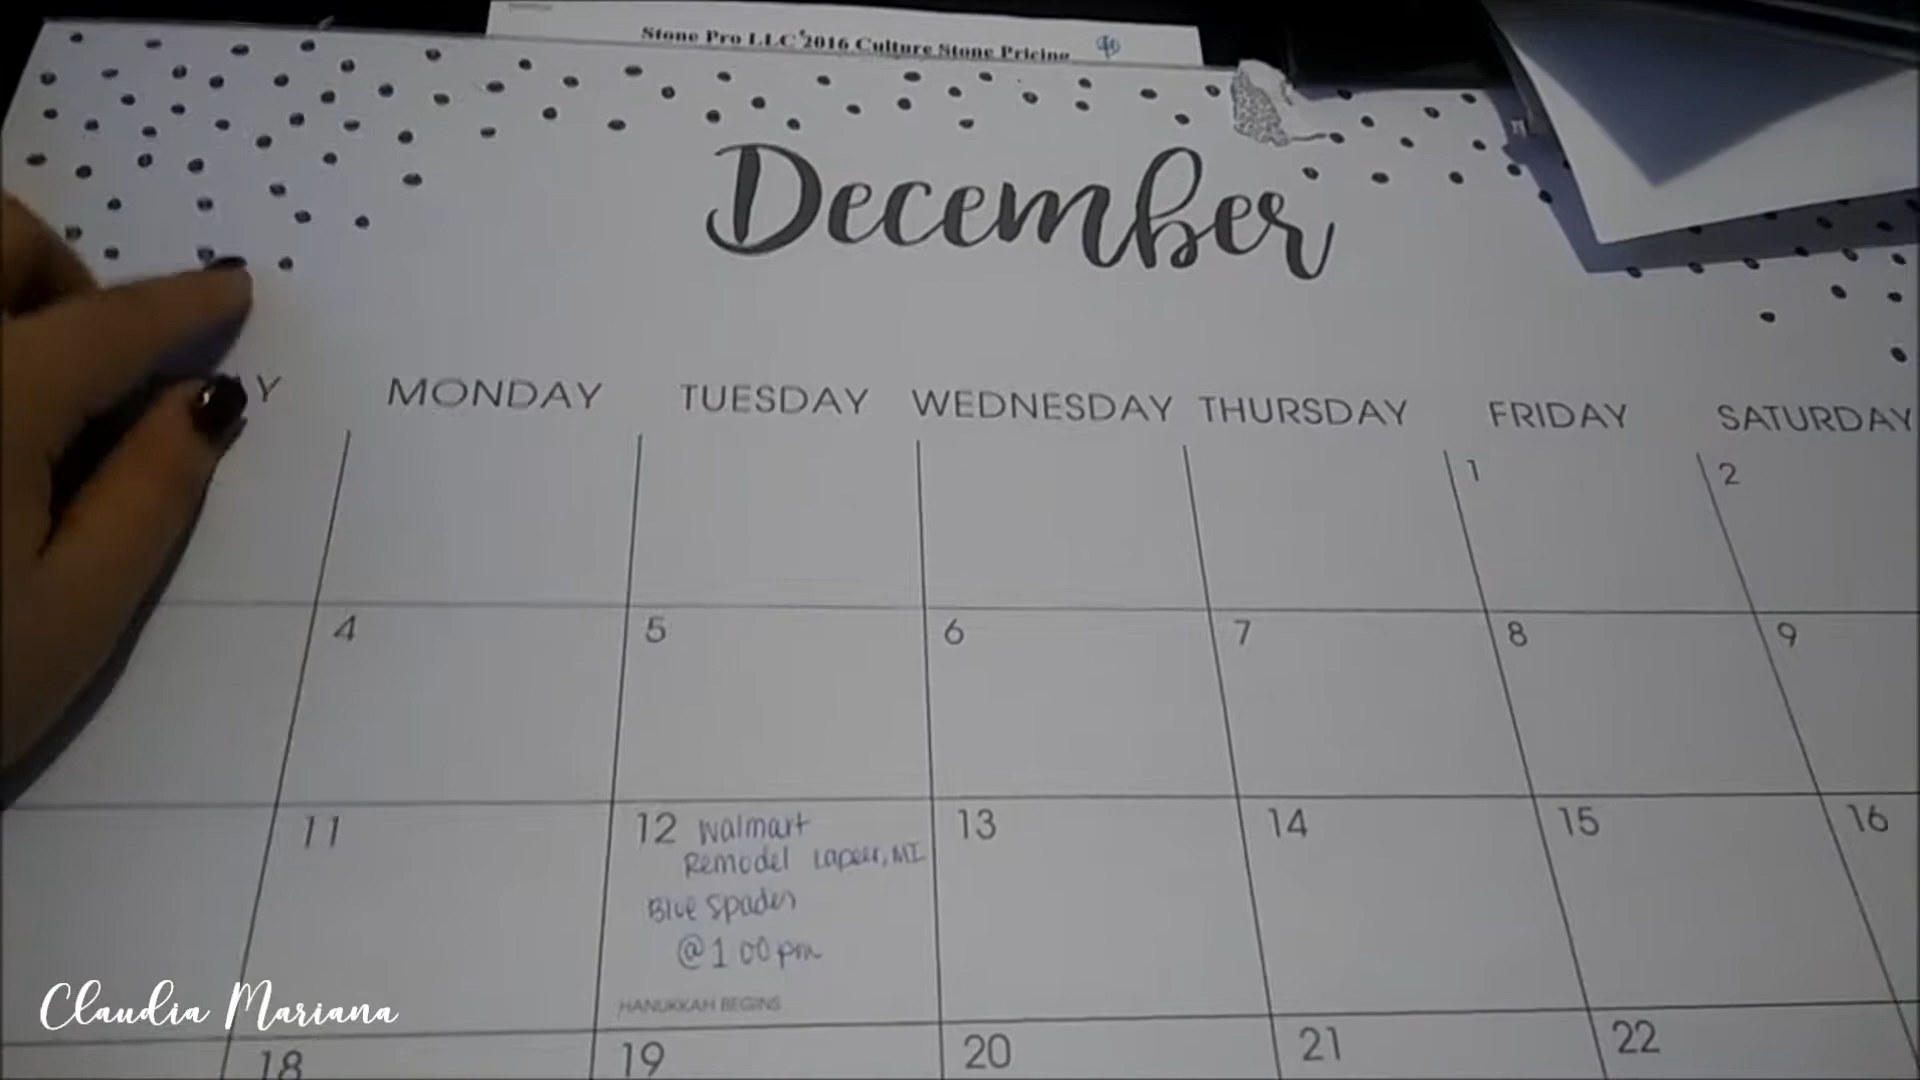 Stone Pro LLC 2016 Culture Stone Pricing
December
Y MONDAY TUESDAY WEDNESDAY THURSDAY FRIDAY SATURDAY
1 2
4 5 6 7 8 9
11 12 Walmart 13 14 15 16
Remodel Lapeer, MI
Blue Spades
@ 1 00 pm
HANUKKAH BEGINS
18 19 20 21 22
Claudia Mariana